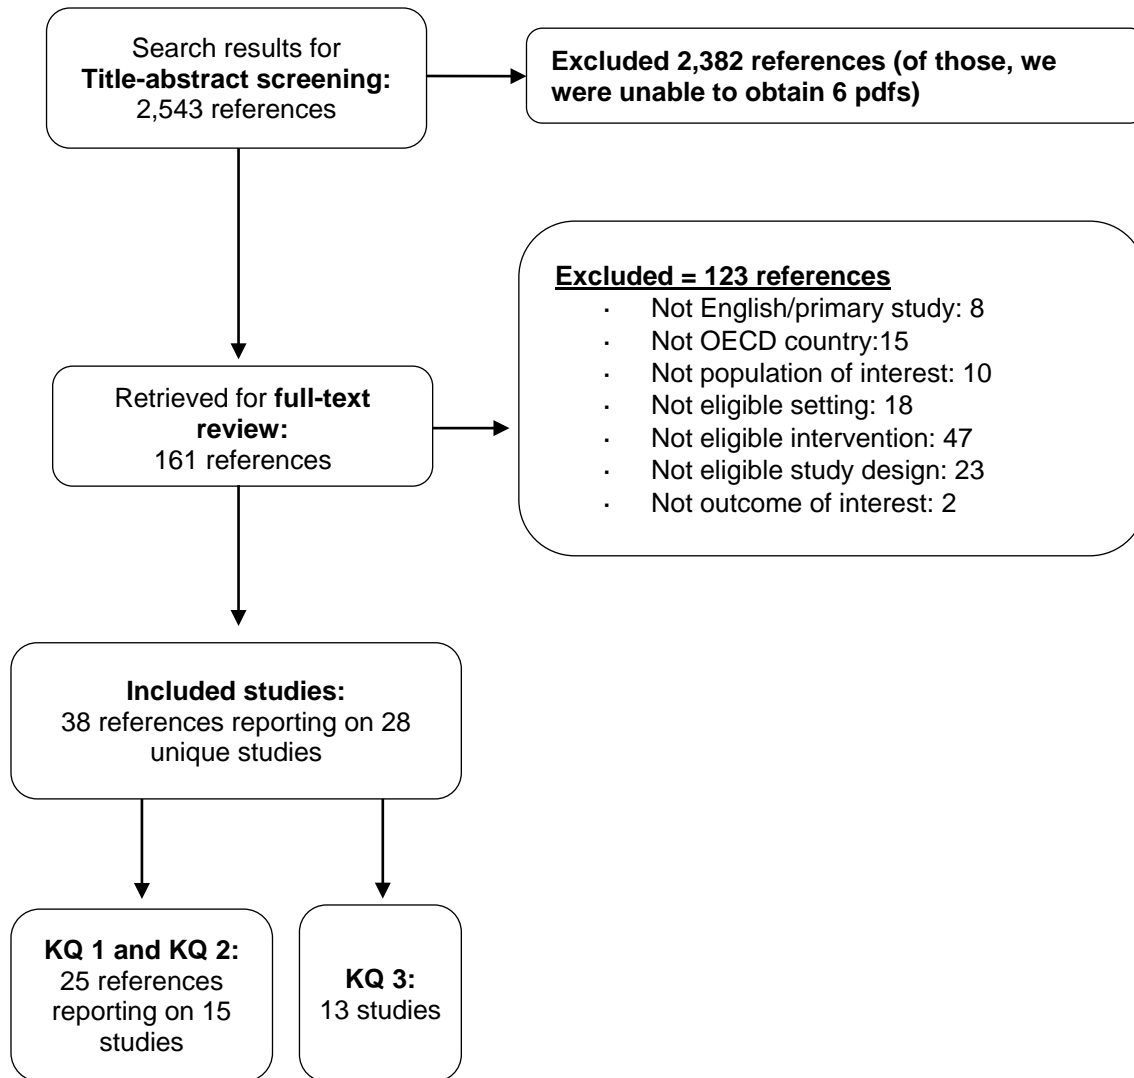 Search results for
Title-abstract screening:
2,543 references
Excluded 2,382 references (of those, we
were unable to obtain 6 pdfs)
Excluded = 123 references
· Not English/primary study: 8
· Not OECD country:15
· Not population of interest: 10
· Not eligible setting: 18
· Not eligible intervention: 47
· Not eligible study design: 23
· Not outcome of interest: 2
Retrieved for full-text
review:
161 references
Included studies:
38 references reporting on 28
unique studies
KQ 1 and KQ 2:
25 references
reporting on 15
studies
KQ 3:
13 studies